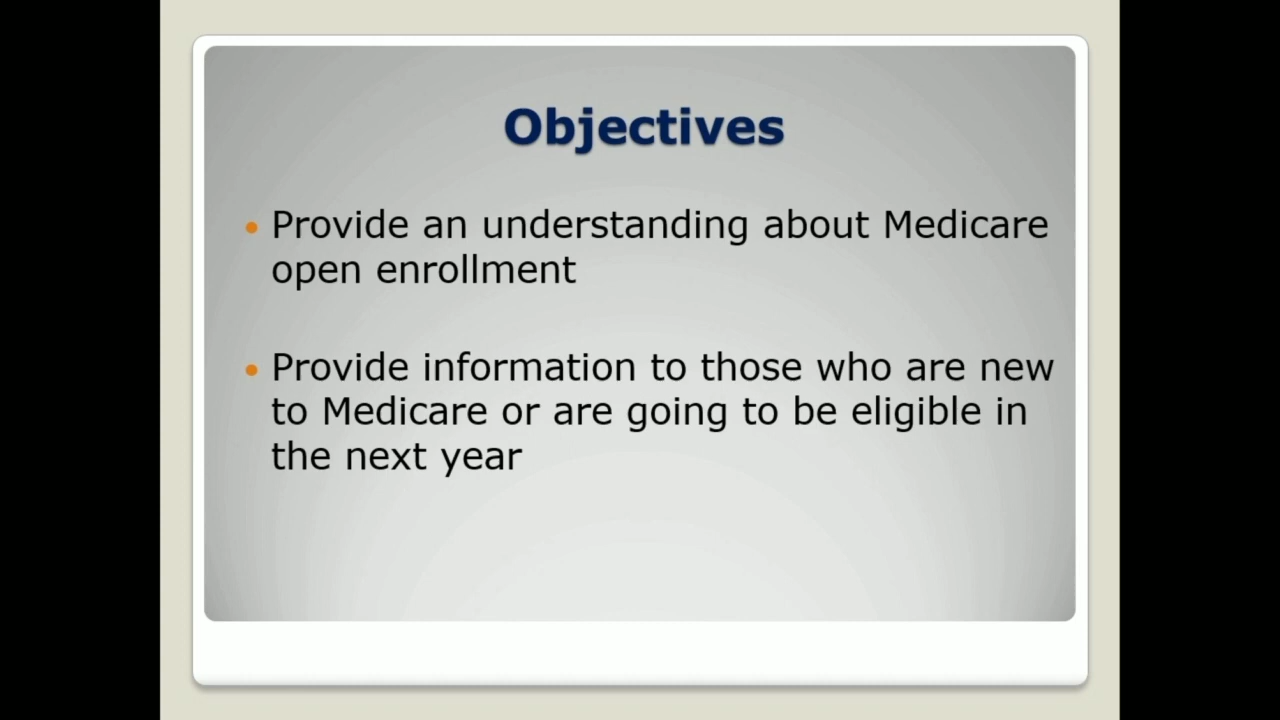 Objectives
Provide an understanding about Medicare
open enrollment
Provide information to those who are new
to Medicare or are going to be eligible in
the next year